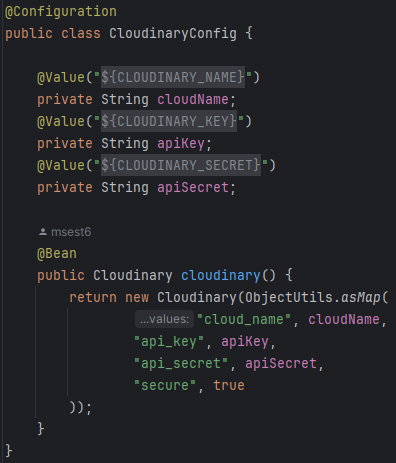 @Configuration
public class CloudinaryConfig {
@Value("${CLOUDINARY_NAME}")
private String cloudName;
@Value("${CLOUDINARY_KEY}")
private String apiKey;
@Value("${CLOUDINARY_SECRET}")
private String apiSecret;
msest6
@Bean
public Cloudinary cloudinary() {
return new Cloudinary(ObjectUtils.asMap(
...values: "cloud_name", cloudName,
"api_key", apiKey,
"api_secret", apiSecret,
"secure", true
));
}
}